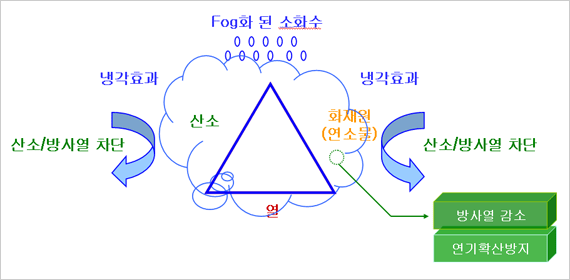 Fog화 된 소화수
냉각효과
냉각효과
산소
화재원
(연소물)
산소/방사열 차단
산소/방사열 차단
열
방사열 감소
연기확산방지